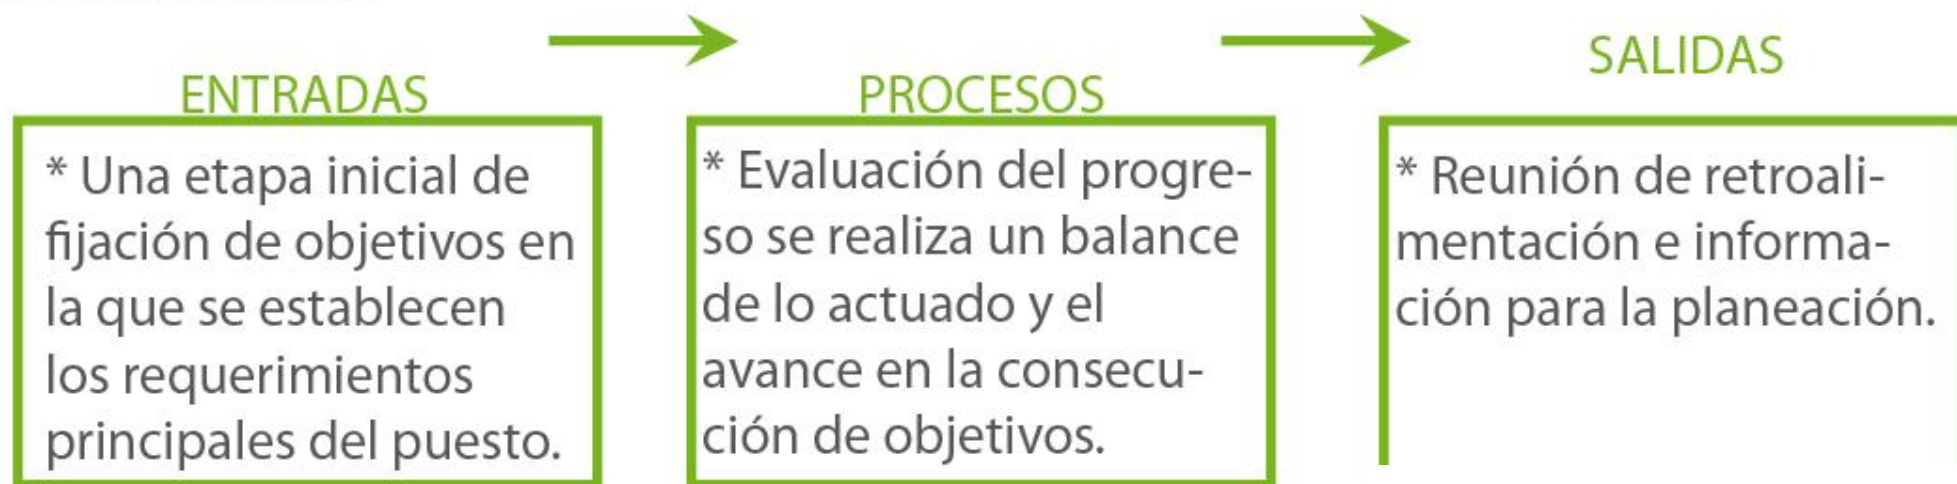 ENTRADAS
* Una etapa inicial de
fijación de objetivos en
la que se establecen
los requerimientos
principales del puesto.
PROCESOS
* Evaluación del progre-
so se realiza un balance
de lo actuado y el
avance en la consecu-
ción de objetivos.
SALIDAS
* Reunión de retroali-
mentación e informa-
ción para la planeación.